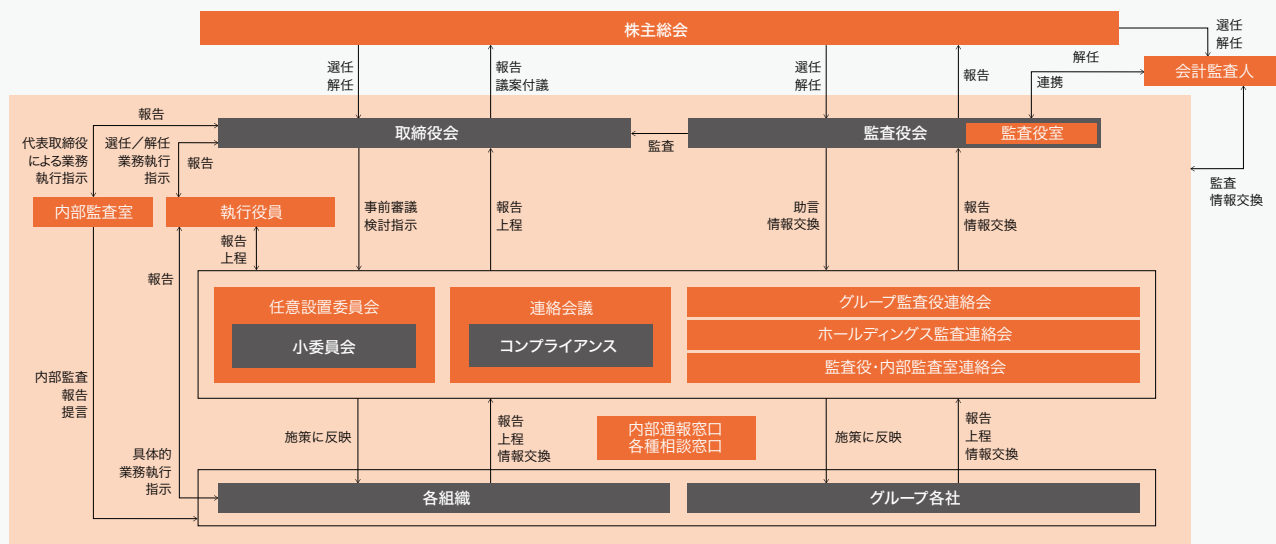 株主総会
選任
解任
解任
会計監査人
連携
選任
解任
報告
議案付議
選任
解任
報告
報告
取締役会
監査
監査役会
監査役室
代表取締役
による業務
執行指示
選任／解任
業務執行
指示
報告
監査
情報交換
内部監査室
執行役員
事前審議
検討指示
報告
上程
助言
情報交換
報告
情報交換
報告
上程
報告
任意設置委員会
小委員会
連絡会議
コンプライアンス
グループ監査役連絡会
ホールディングス監査連絡会
監査役・内部監査室連絡会
内部監査
報告
提言
施策に反映
報告
上程
情報交換
内部通報窓口
各種相談窓口
施策に反映
報告
上程
情報交換
具体的
業務執行
指示
各組織
グループ各社